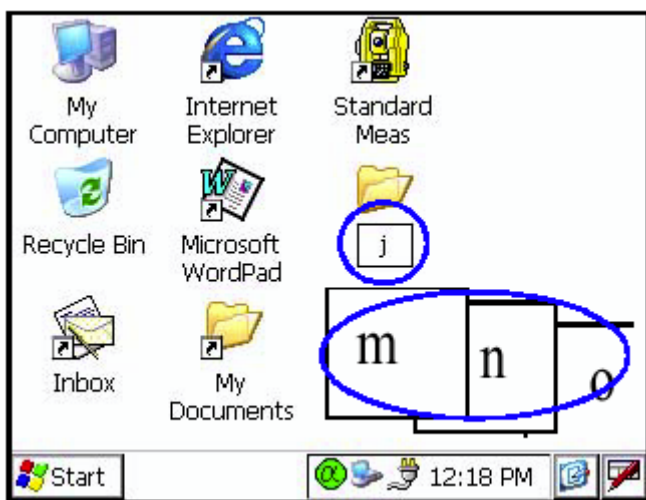 My
Computer
Internet
Explorer
Standard
Meas
Recycle Bin
Microsoft
WordPad
j
Inbox
My
Documents
m
n
o
Start
α
12:18 PM